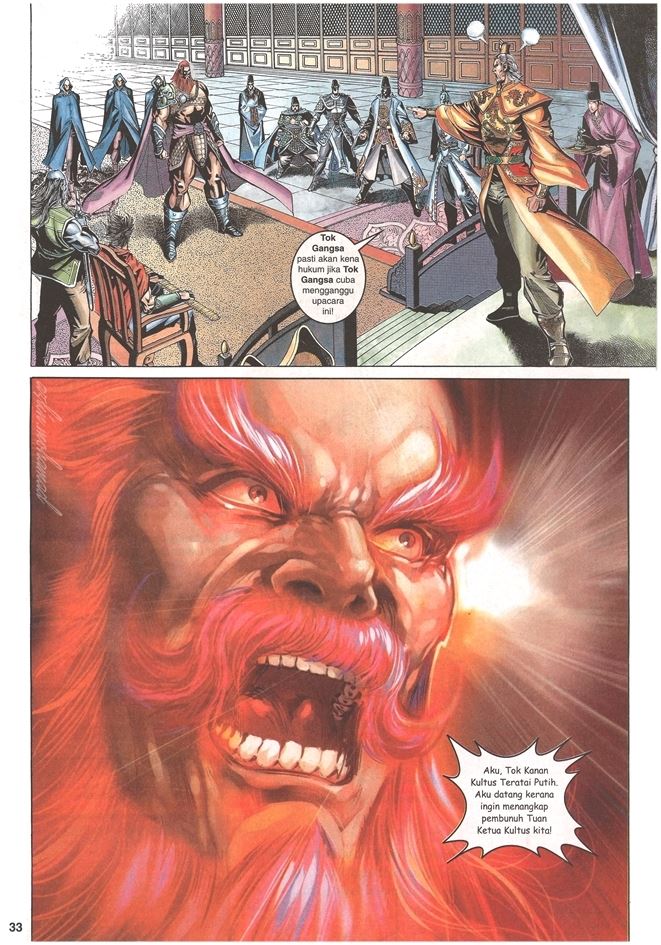 Tok
Gangsa
pasti akan kena
hukum jika Tok
Gangsa cuba
mengganggu
upacara
ini!
Aku, Tok Kanan
Kultus Teratai Putih.
Aku datang kerana
ingin menangkap
pembunuh Tuan
Ketua Kultus kita!
33